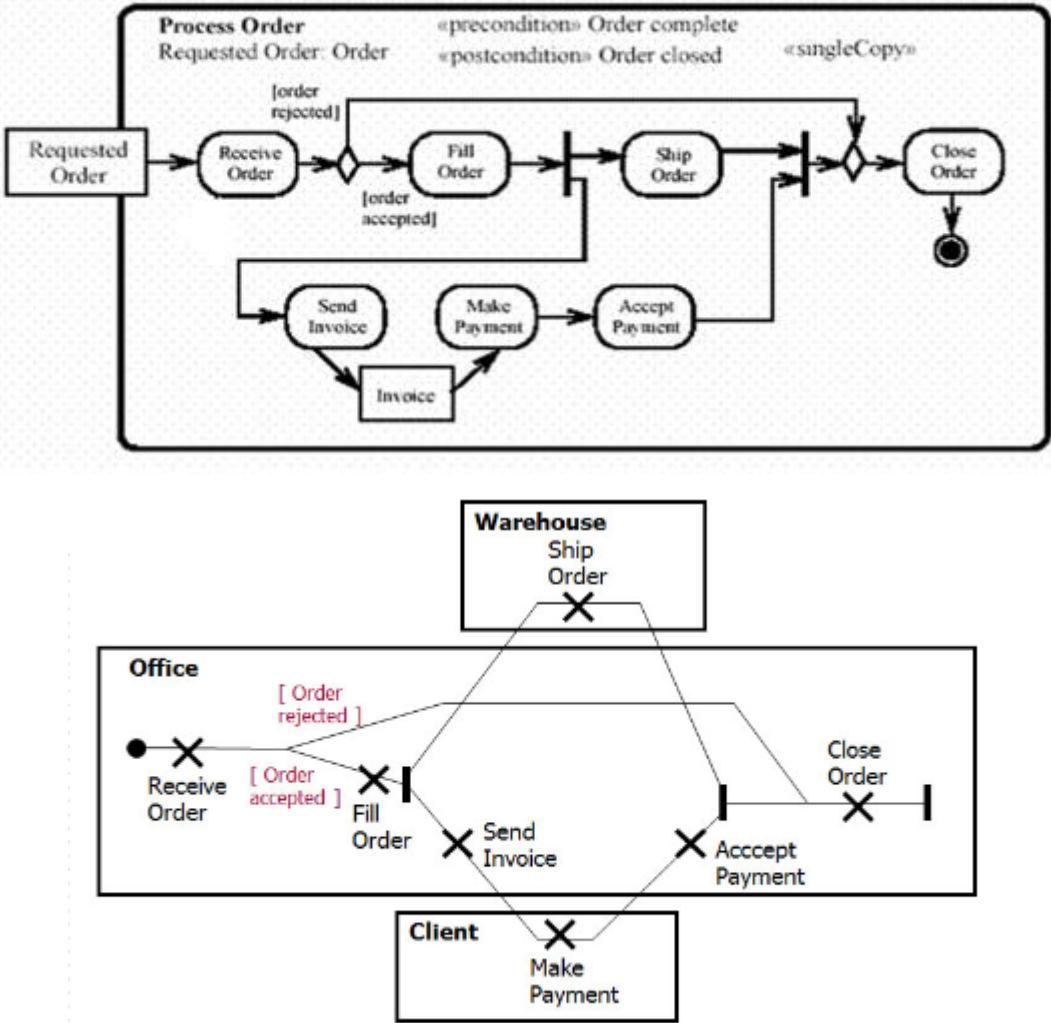 Process Order
«precondition» Order complete
Requested Order: Order
«postcondition» Order closed
«singleCopy»
[order
rejected]
Requested
Order
Receive
Order
Fill
Order
Ship
Order
Close
Order
[order
accepted]
Send
Invoice
Make
Payment
Accept
Payment
Invoice
Warehouse
Ship
Order
Office
[ Order
rejected ]
Receive
Order
[ Order
accepted ]
Fill
Order
Send
Invoice
Close
Order
Acccept
Payment
Client
Make
Payment